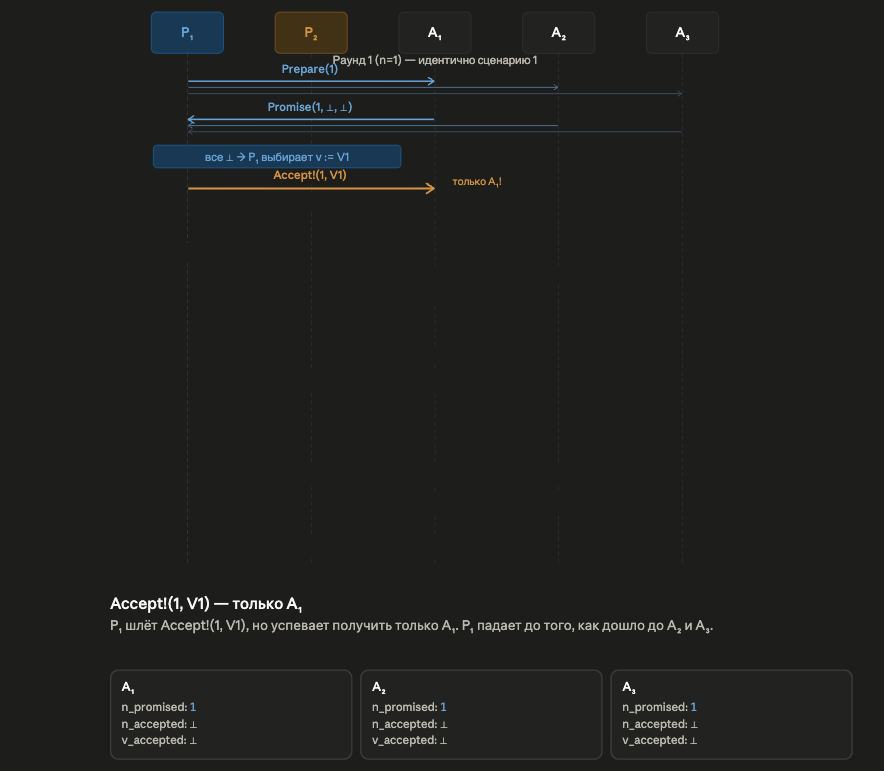 P₁ P₂ A₁ A₂ A₃
Раунд 1 (n=1) — идентично сценарию 1
Prepare(1)
Promise(1, ⊥, ⊥)
все ⊥ → P₁ выбирает v := V1
Accept!(1, V1)
только A₁!
Accept!(1, V1) — только A₁
P₁ шлёт Accept!(1, V1), но успевает получить только A₁. P₁ падает до того, как дошло до A₂ и A₃.
A₁
n_promised: 1
n_accepted: ⊥
v_accepted: ⊥
A₂
n_promised: 1
n_accepted: ⊥
v_accepted: ⊥
A₃
n_promised: 1
n_accepted: ⊥
v_accepted: ⊥